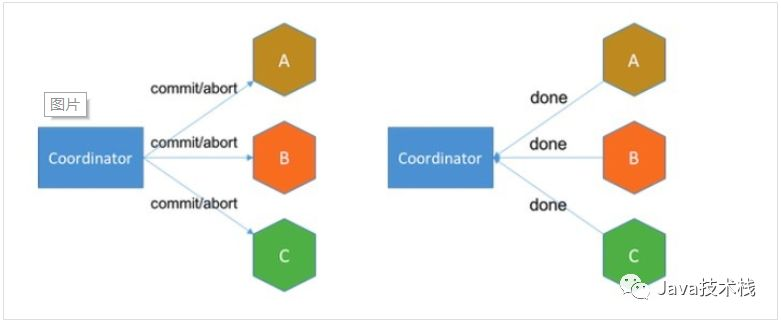 A
commit/abort
图片
commit/abort
Coordinator
B
commit/abort
C
A
done
done
Coordinator
B
done
C
Java技术栈